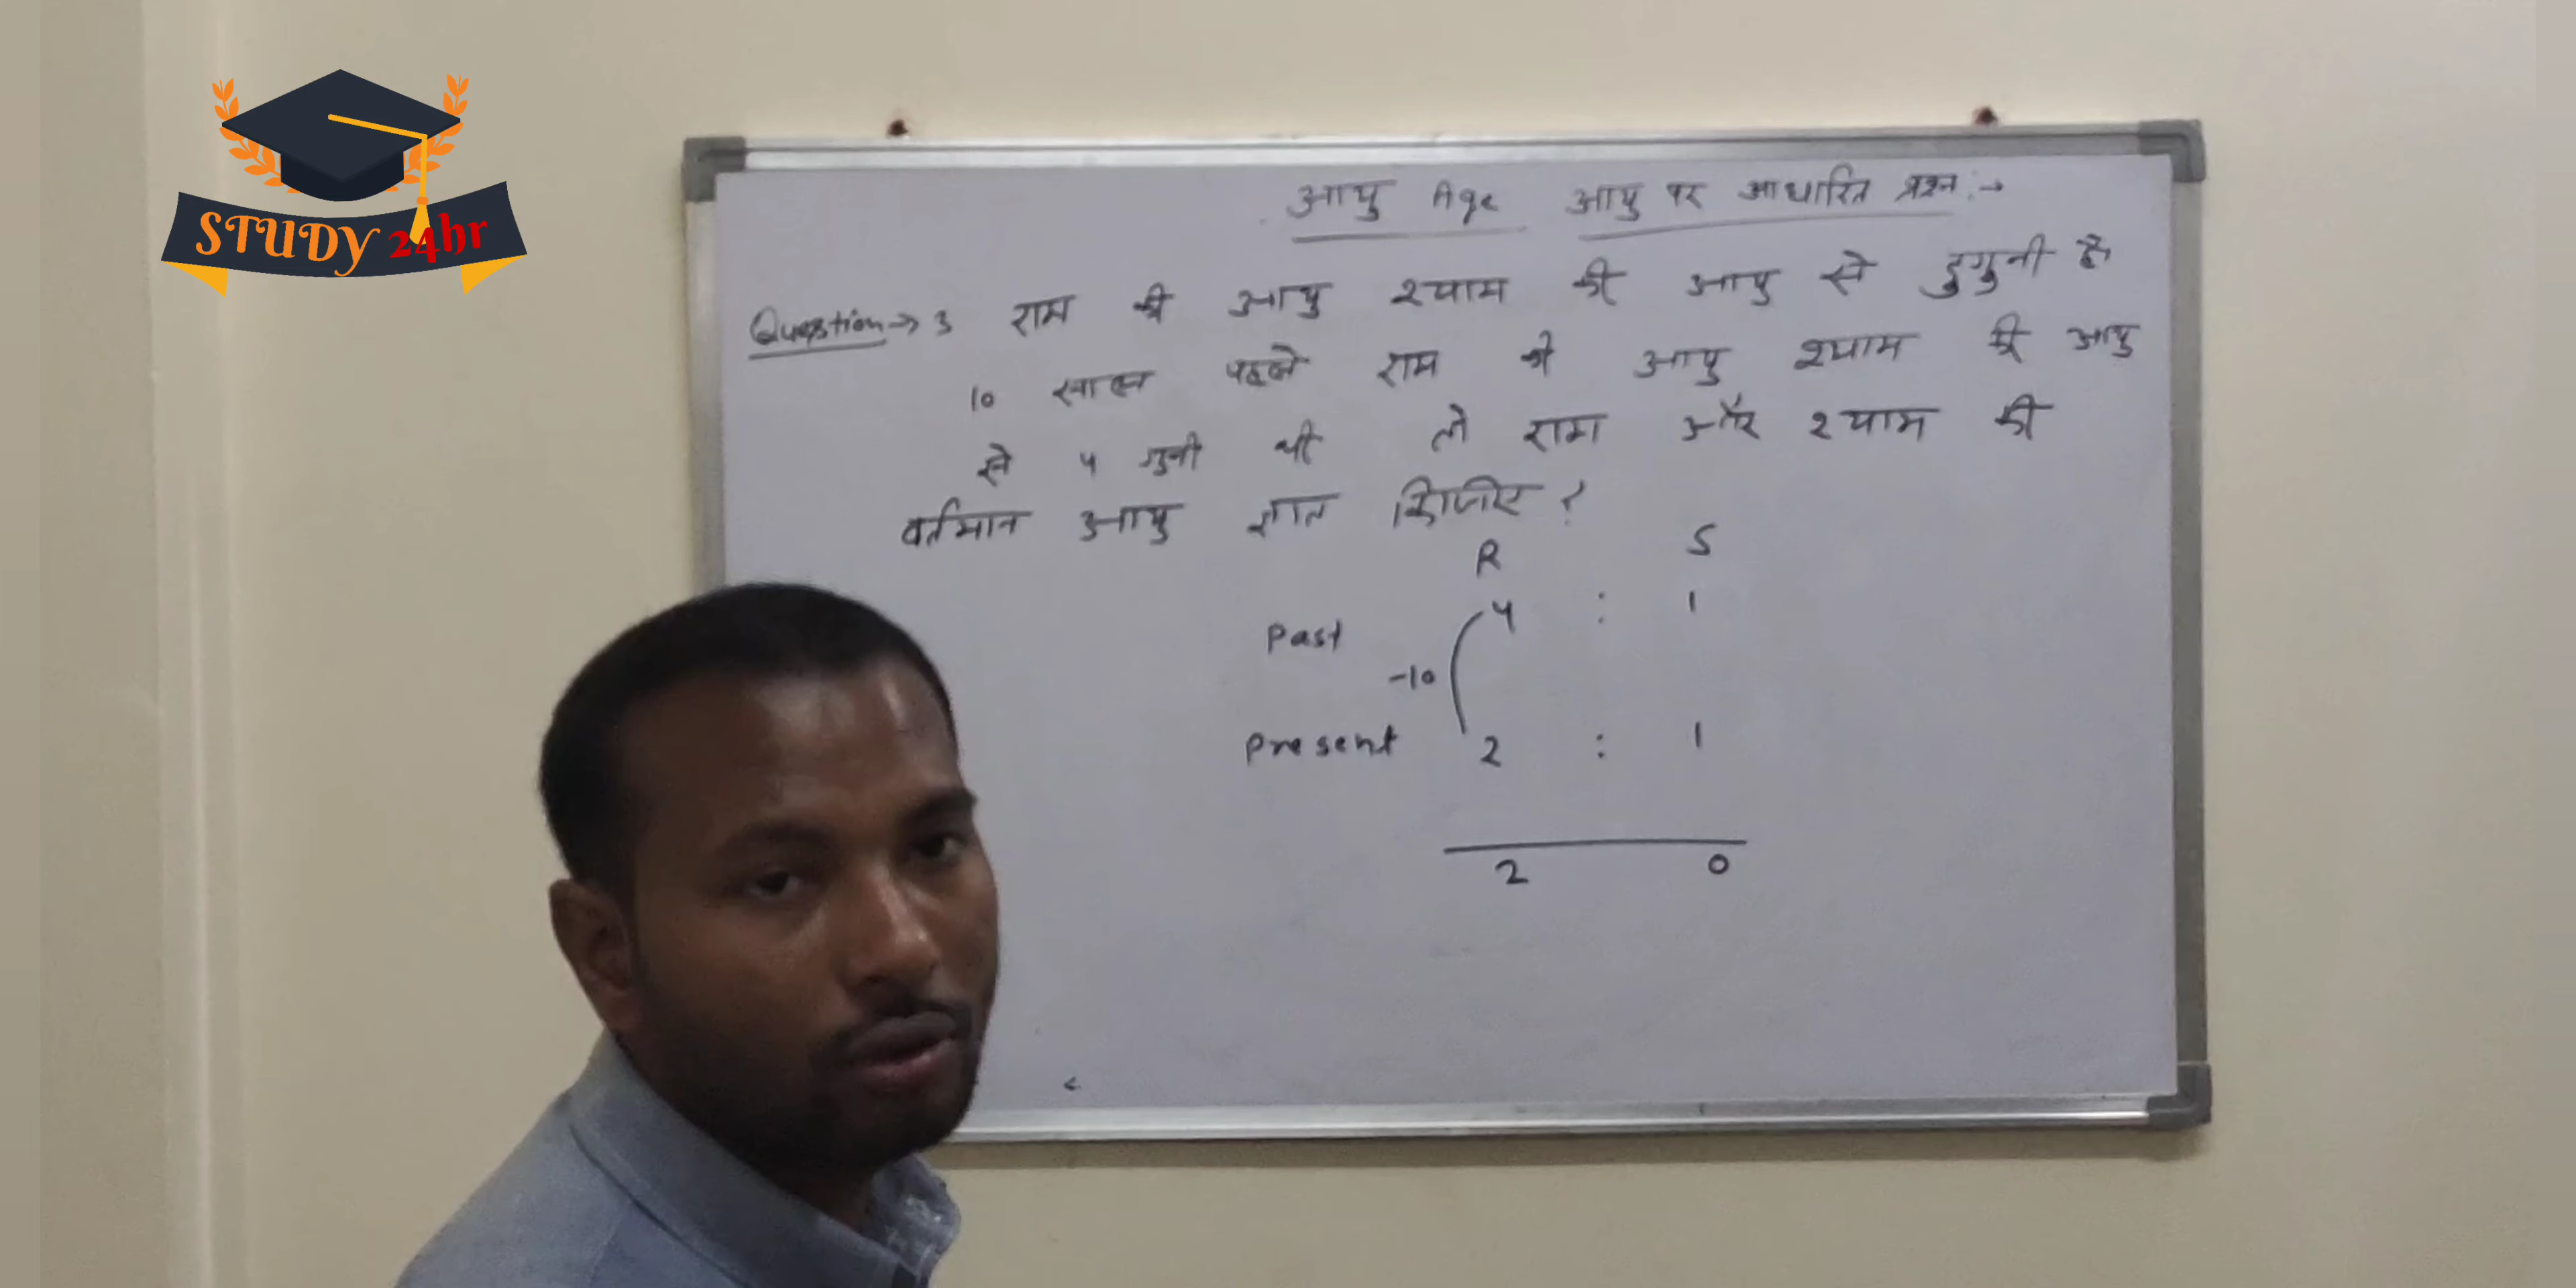 STUDY 24hr
आयु Age आयु पर आधारित प्रश्न :→
Question → 3 राम की आयु श्याम की आयु से दुगुनी है
10 साल पहले राम की आयु श्याम की आयु
से 4 गुनी थी तो राम और श्याम की
वर्तमान आयु ज्ञात किजीए ?
R S
Past 4 : 1
-10
Present 2 : 1
2 0